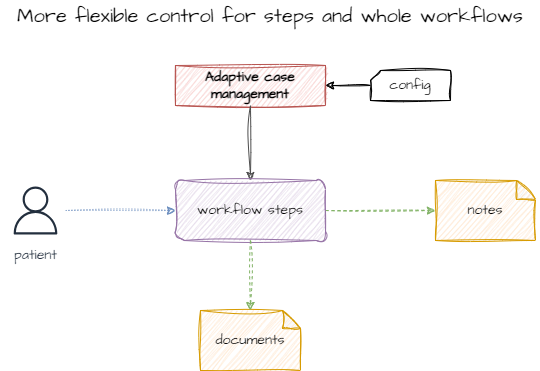 More flexible control for steps and whole workflows
Adaptive case
management
config
workflow steps
notes
patient
documents